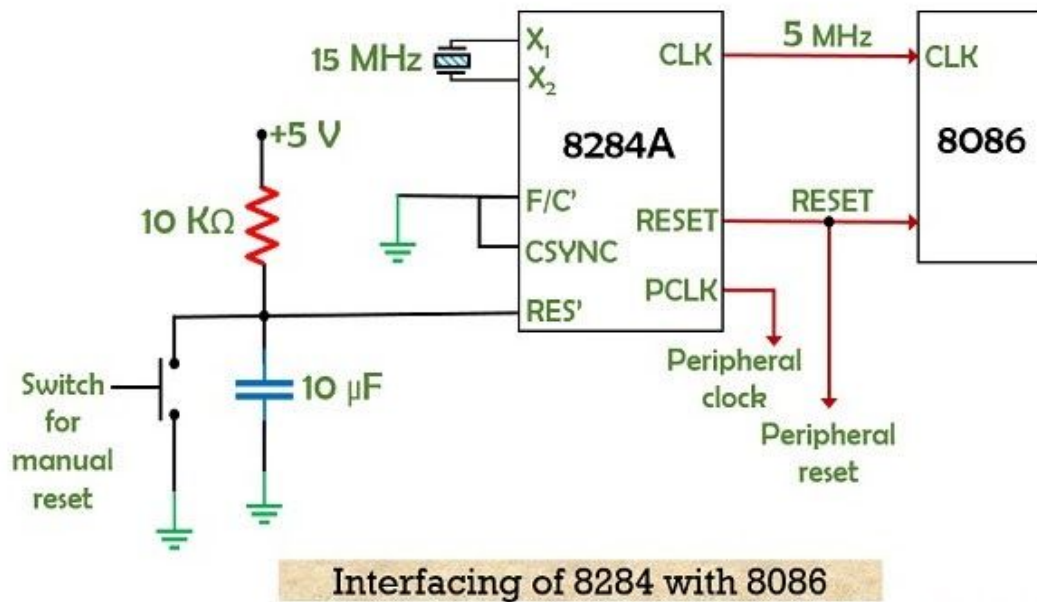 15 MHz
X1
X2
CLK
5 MHz
CLK
8284A
8086
+5 V
10 KΩ
F/C'
CSYNC
RESET
RESET
PCLK
RES'
Switch
for
manual
reset
10 µF
Peripheral
clock
Peripheral
reset
Interfacing of 8284 with 8086